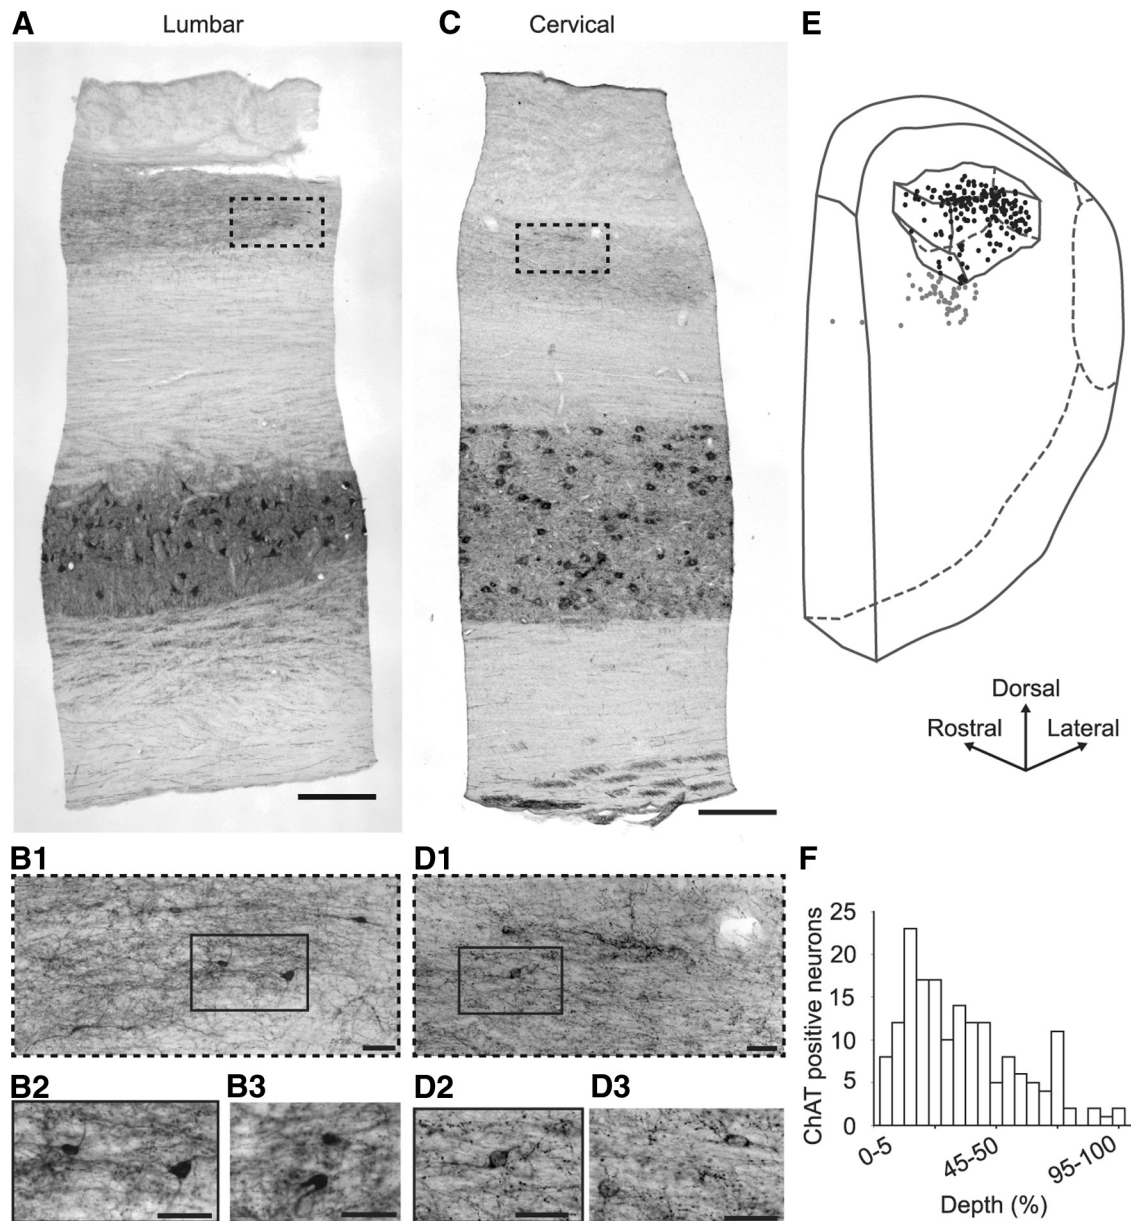 A
Lumbar
C
Cervical
E
Dorsal
Rostral
Lateral
B1
D1
F
B2
B3
D2
D3
25
20
15
10
5
0
ChAT positive neurons
0-5
45-50
95-100
Depth (%)